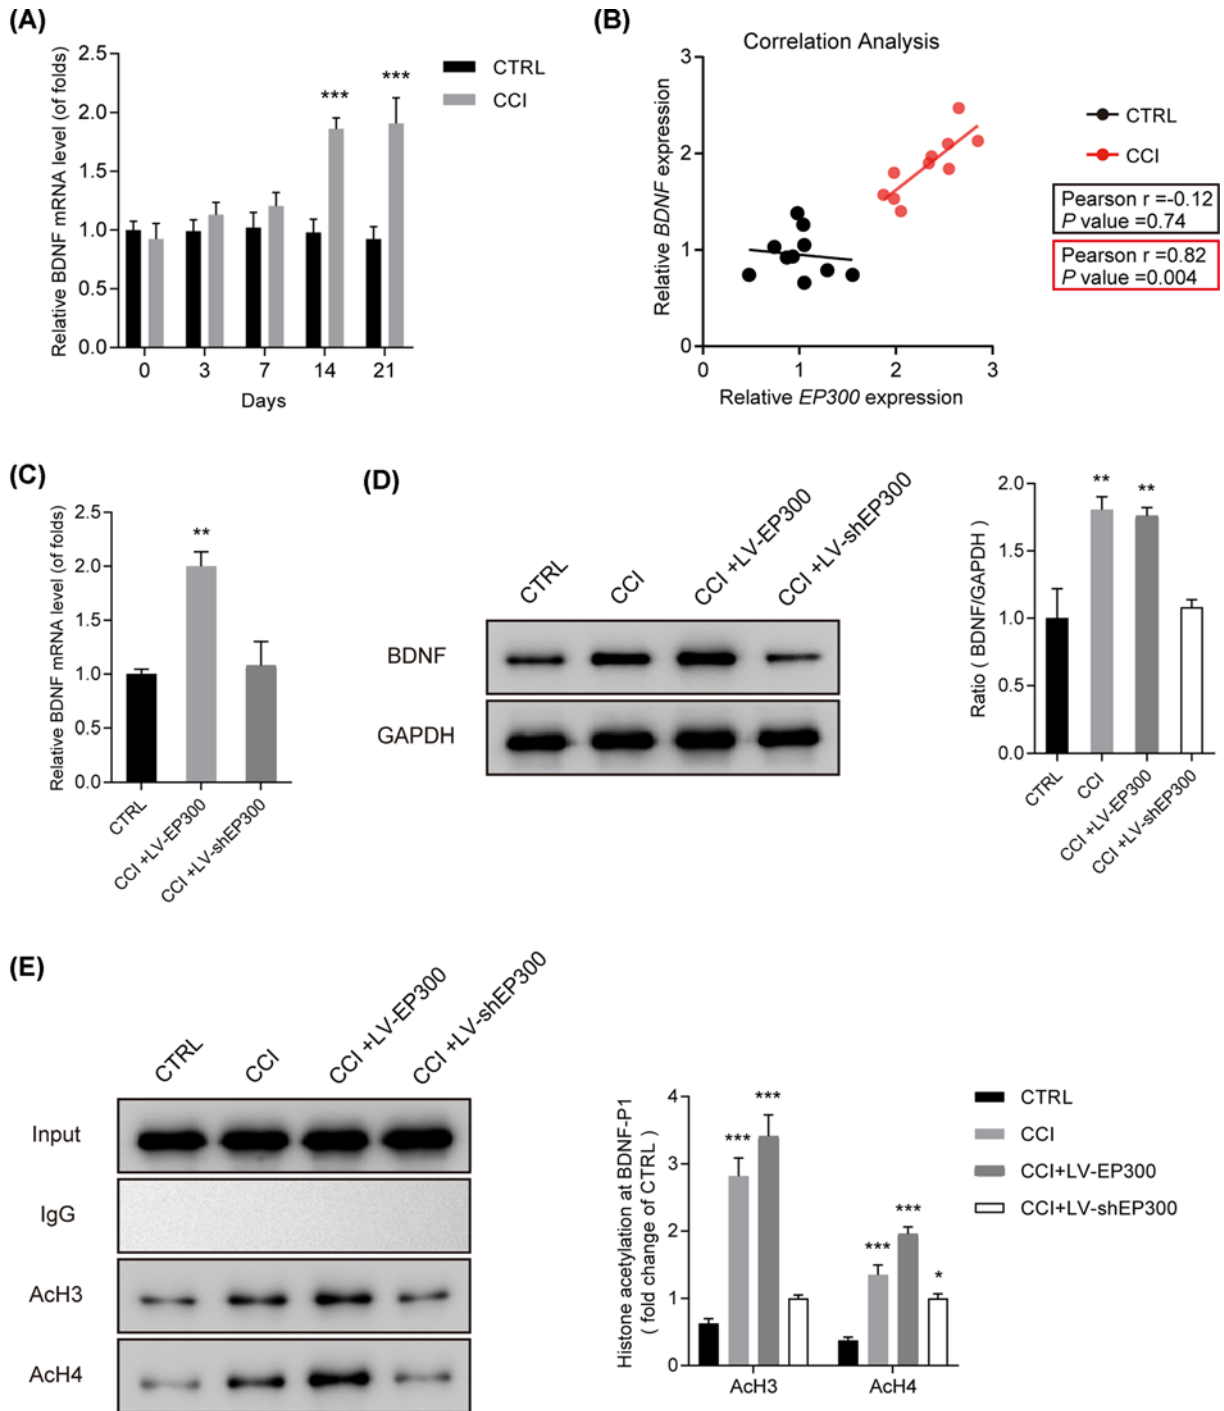 (A)
Relative BDNF mRNA level (of folds)
2.5
2.0
1.5
1.0
0.5
0.0
***
***
CTRL
CCI
0 3 7 14 21
Days
(B)
Correlation Analysis
Relative BDNF expression
3
2
1
0
0 1 2 3
Relative EP300 expression
CTRL
CCI
Pearson r =-0.12
P value =0.74
Pearson r =0.82
P value =0.004
(C)
Relative BDNF mRNA level (of folds)
2.5
2.0
1.5
1.0
0.5
0.0
**
CTRL
CCI +LV-EP300
CCI +LV-shEP300
(D)
CTRL
CCI
CCI +LV-EP300
CCI +LV-shEP300
BDNF
GAPDH
Ratio ( BDNF/GAPDH )
2.0
1.5
1.0
0.5
0.0
**
**
CTRL
CCI
CCI +LV-EP300
CCI +LV-shEP300
(E)
CTRL
CCI
CCI +LV-EP300
CCI +LV-shEP300
Input
IgG
AcH3
AcH4
Histone acetylation at BDNF-P1
( fold change of CTRL )
4
3
2
1
0
***
***
***
***
*
AcH3 AcH4
CTRL
CCI
CCI+LV-EP300
CCI+LV-shEP300